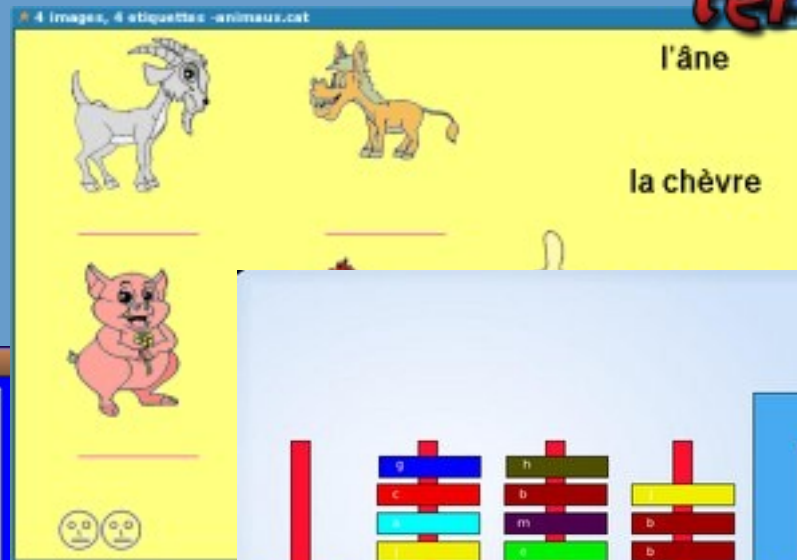 4 images, 4 etiquettes -animaux.cat
l'âne
la chèvre
g h
c b j
a m b
j e b